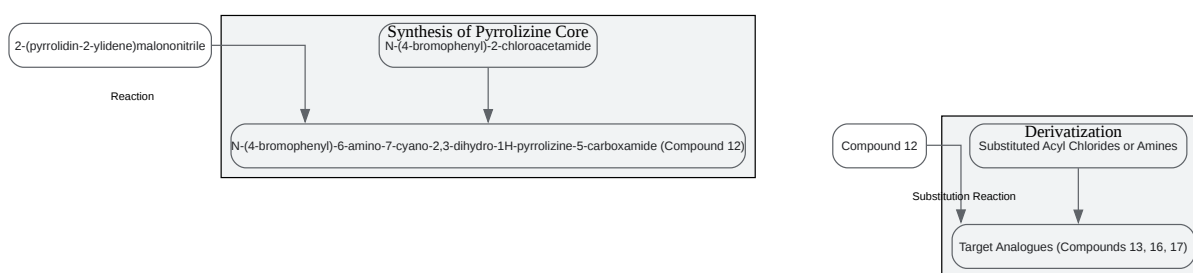 Synthesis of Pyrrolizine Core
2-(pyrrolidin-2-ylidene)malononitrile
N-(4-bromophenyl)-2-chloroacetamide
Reaction
N-(4-bromophenyl)-6-amino-7-cyano-2,3-dihydro-1H-pyrrolizine-5-carboxamide (Compound 12)
Derivatization
Compound 12
Substituted Acyl Chlorides or Amines
Substitution Reaction
Target Analogues (Compounds 13, 16, 17)